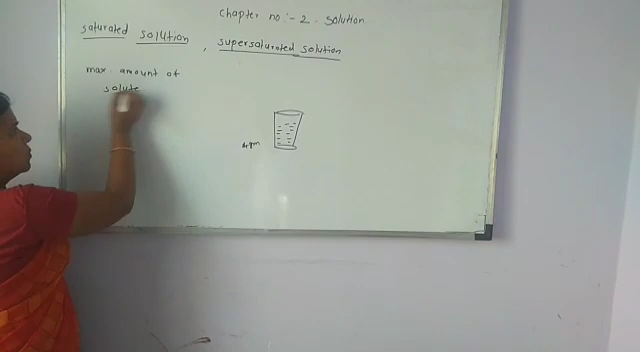 Chapter no :- 2. Solution
saturated solution , supersaturated solution
max. amount of
solute